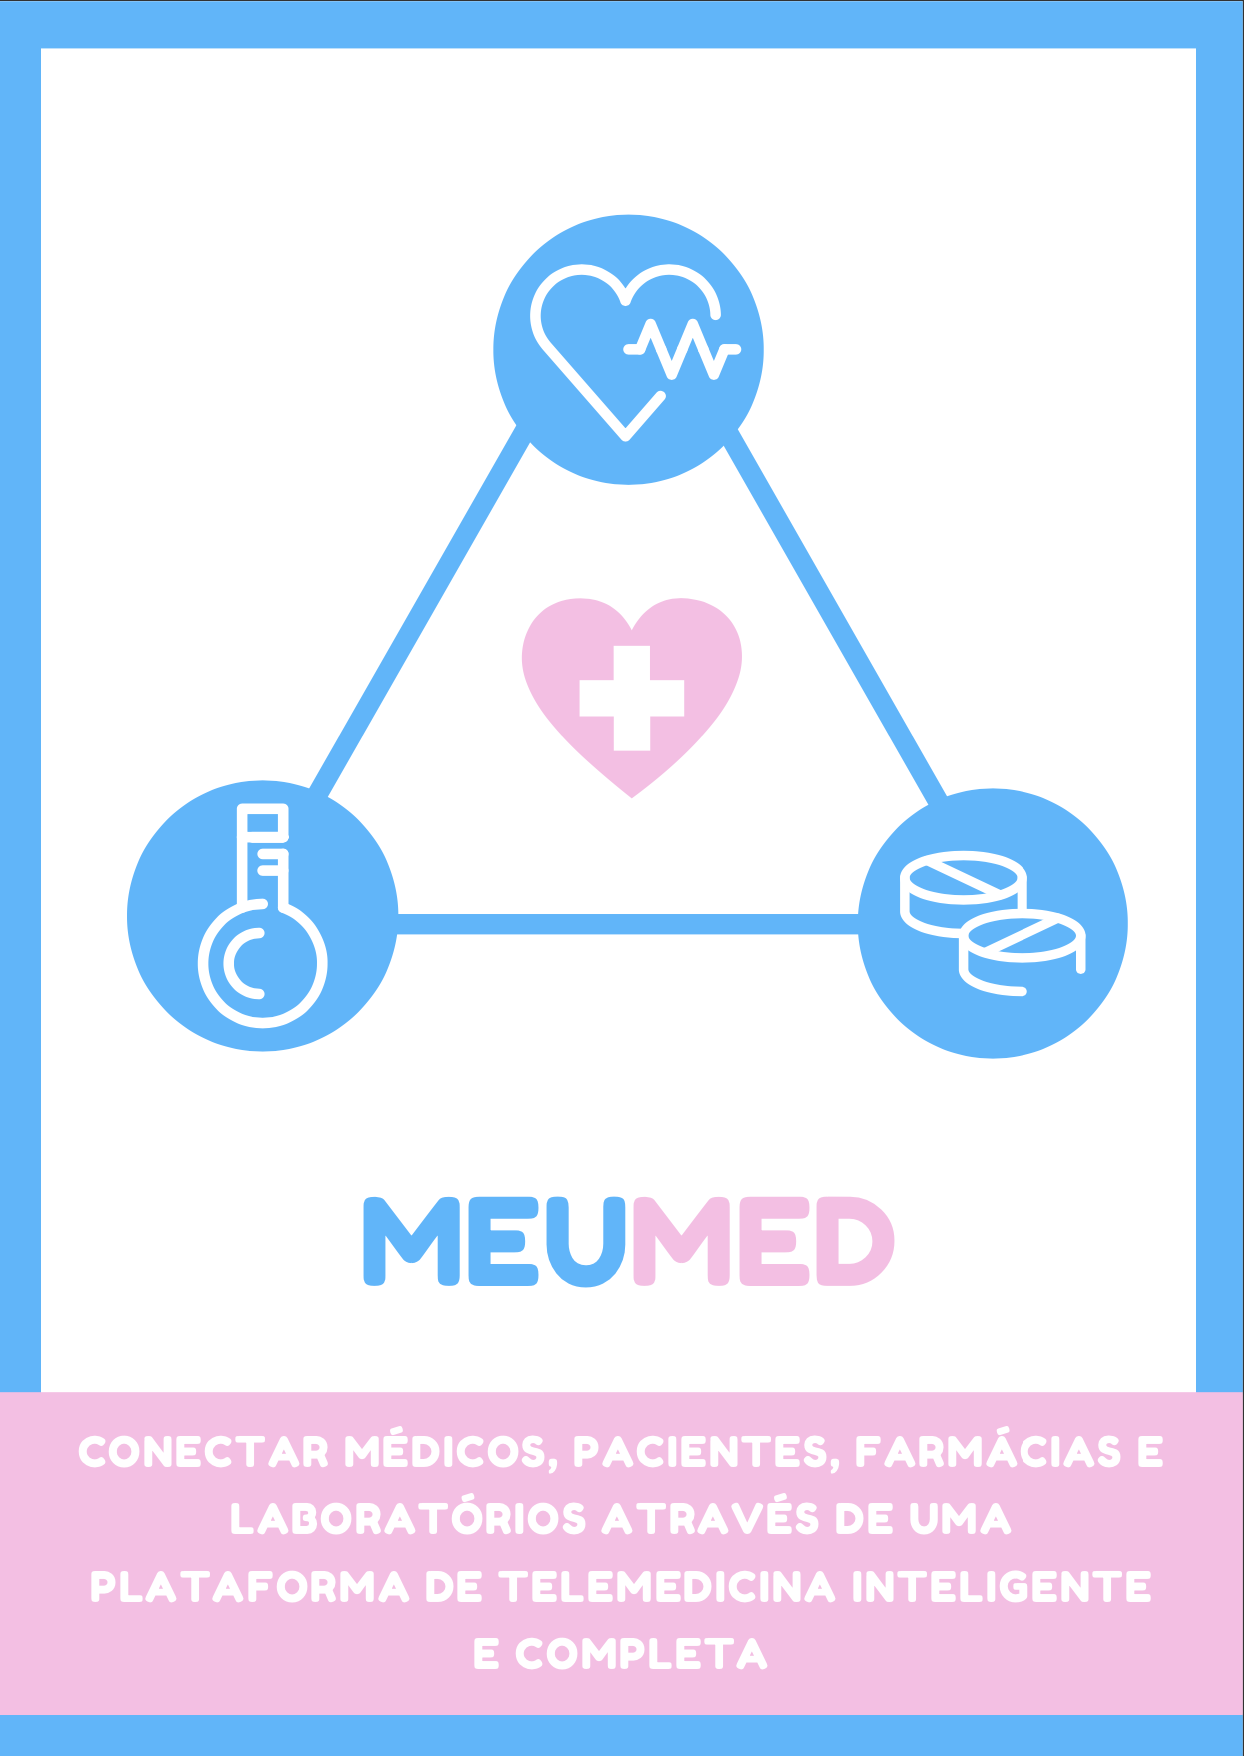 MEUMED
CONECTAR MÉDICOS, PACIENTES, FARMÁCIAS E
LABORATÓRIOS ATRAVÉS DE UMA
PLATAFORMA DE TELEMEDICINA INTELIGENTE
E COMPLETA